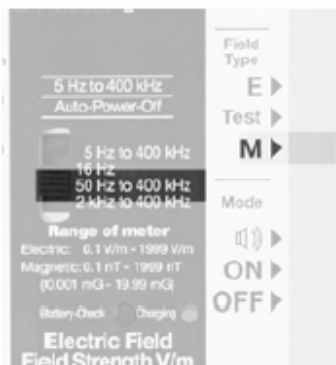 Field
Type
E
Test
M
Mode
ON
OFF
5 Hz to 400 kHz
Auto-Power-Off
5 Hz to 400 kHz
16 Hz
50 Hz to 400 kHz
2 kHz to 400 kHz
Range of meter
Electric: 0.1 V/m - 1999 V/m
Magnetic: 0.1 nT - 1999 nT
(0.001 mG - 19.99 mG)
Battery-Check Charging
Electric Field
Field Strength V/m